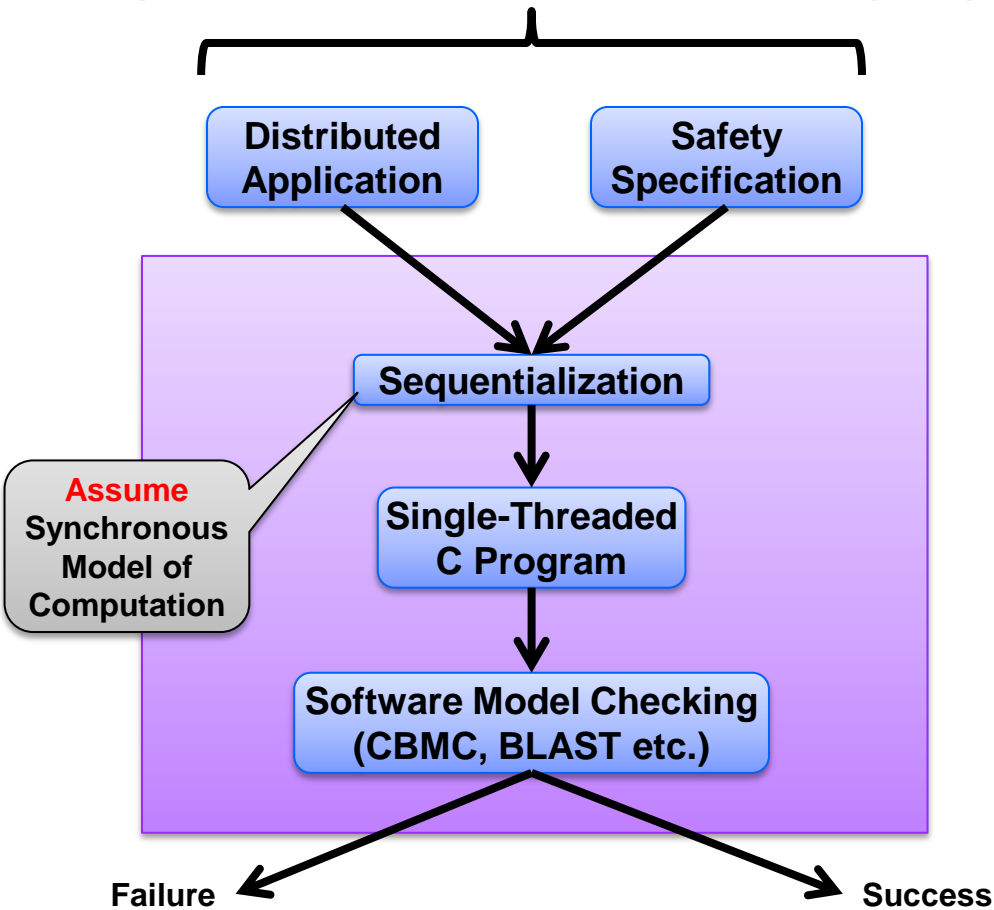 Distributed
Application
Safety
Specification
Sequentialization
Assume
Synchronous
Model of
Computation
Single-Threaded
C Program
Software Model Checking
(CBMC, BLAST etc.)
Failure
Success